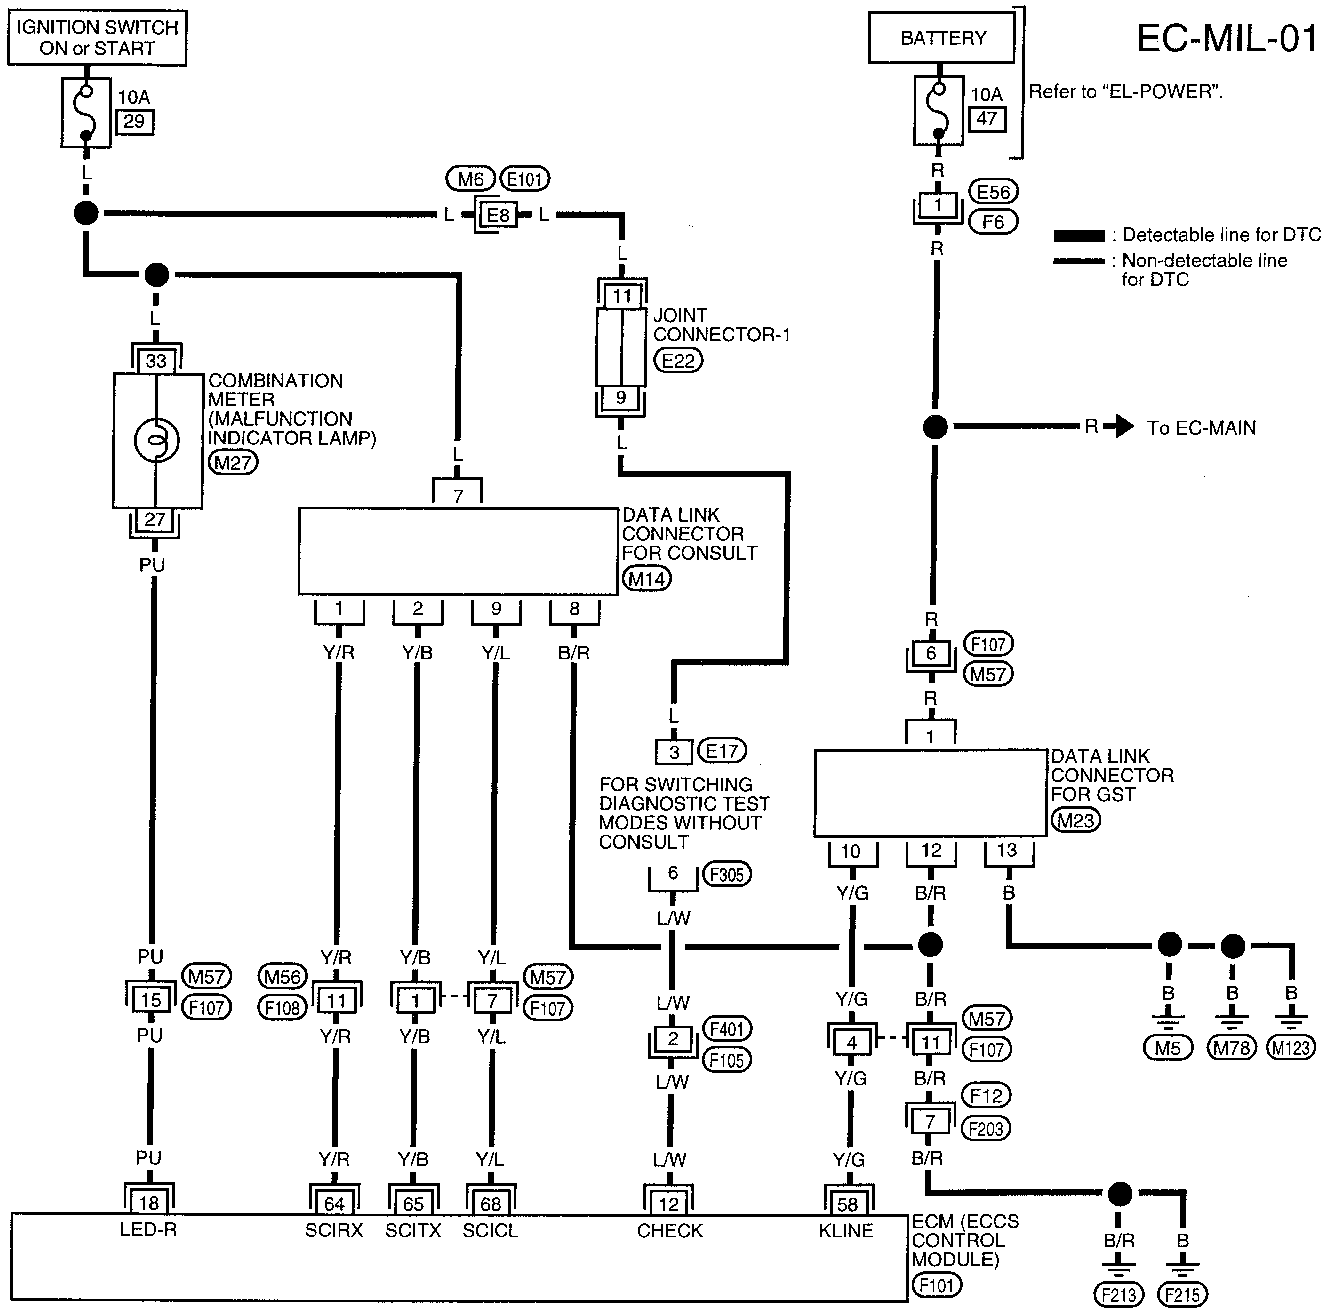 IGNITION SWITCH
ON or START
BATTERY
EC-MIL-01
10A
29
10A
47
Refer to "EL-POWER".
L
R
M6 E101
1
E56
F6
L E8 L
R
: Detectable line for DTC
: Non-detectable line
for DTC
L
L
11
JOINT
CONNECTOR-1
E22
9
33
COMBINATION
METER
(MALFUNCTION
INDICATOR LAMP)
M27
R
To EC-MAIN
L
L
7
27
PU
DATA LINK
CONNECTOR
FOR CONSULT
M14
1 2 9 8
Y/R Y/B Y/L B/R
R
6
F107
M57
R
L
1
3
E17
DATA LINK
CONNECTOR
FOR GST
M23
FOR SWITCHING
DIAGNOSTIC TEST
MODES WITHOUT
CONSULT
10 12 13
6
F305
Y/G B/R B
L/W
PU Y/R Y/B Y/L
M57
M56
M57
15 11 1 7
F107
F108
F107
PU Y/R Y/B Y/L
L/W Y/G B/R B B B
M57
2
F401
F105
4 11
F107
M5 M78 M123
L/W Y/G B/R
F12
7
F203
PU Y/R Y/B Y/L L/W Y/G B/R
18 64 65 68 12 58
LED-R SCIRX SCITX SCICL CHECK KLINE
ECM (ECCS
CONTROL
MODULE)
F101
B/R B
F213 F215